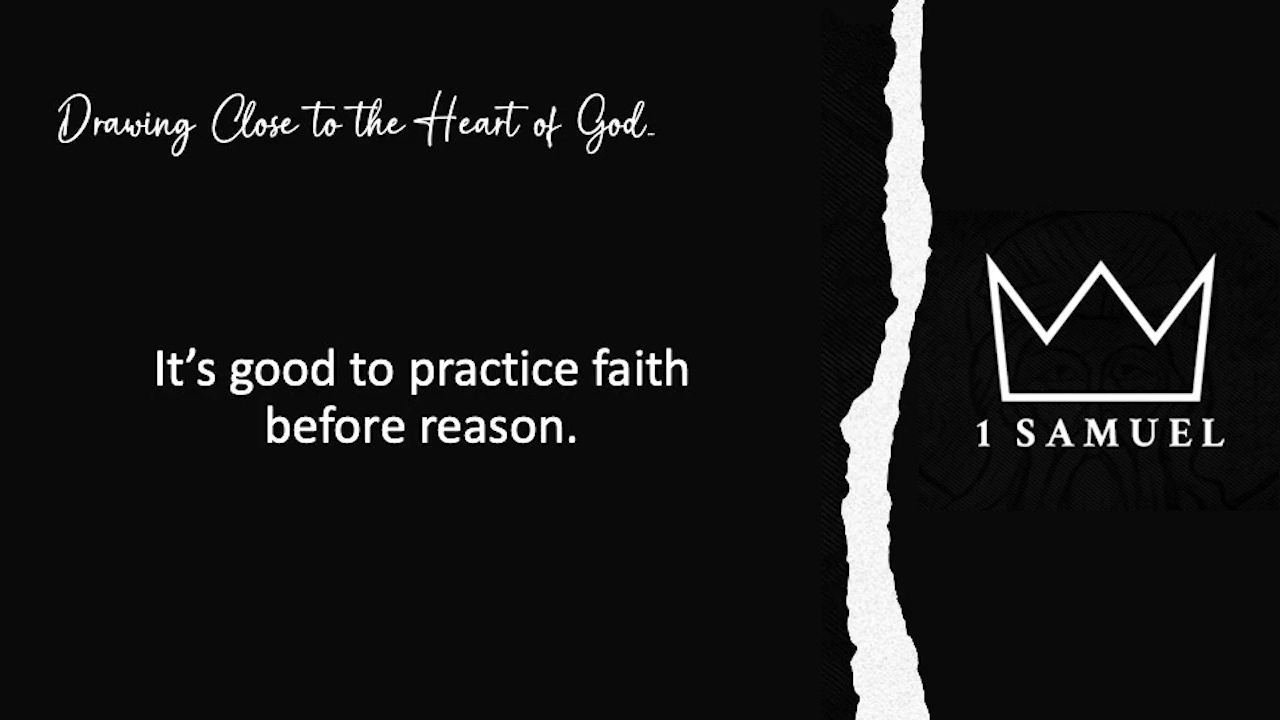 Drawing Close to the Heart of God...
It’s good to practice faith
before reason.
1 SAMUEL